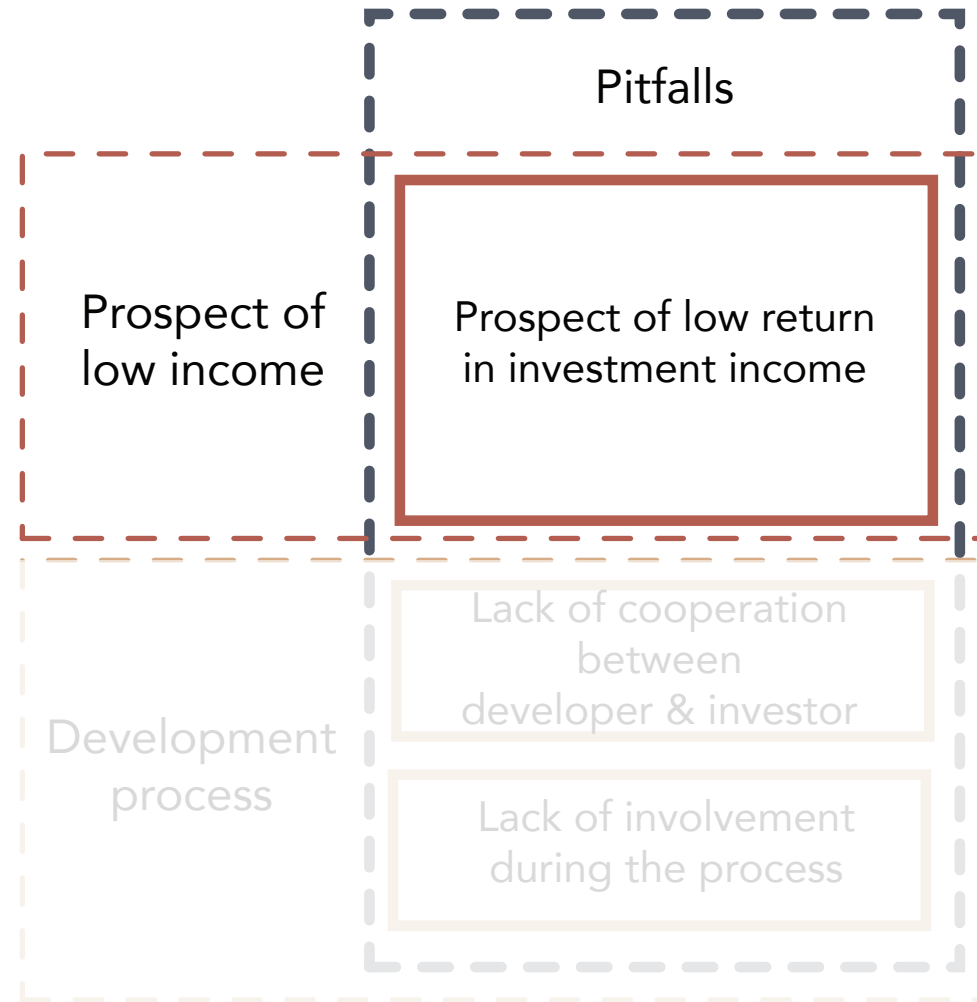 Pitfalls
Prospect of
low income
Prospect of low return
in investment income
Development
process
Lack of cooperation
between
developer & investor
Lack of involvement
during the process